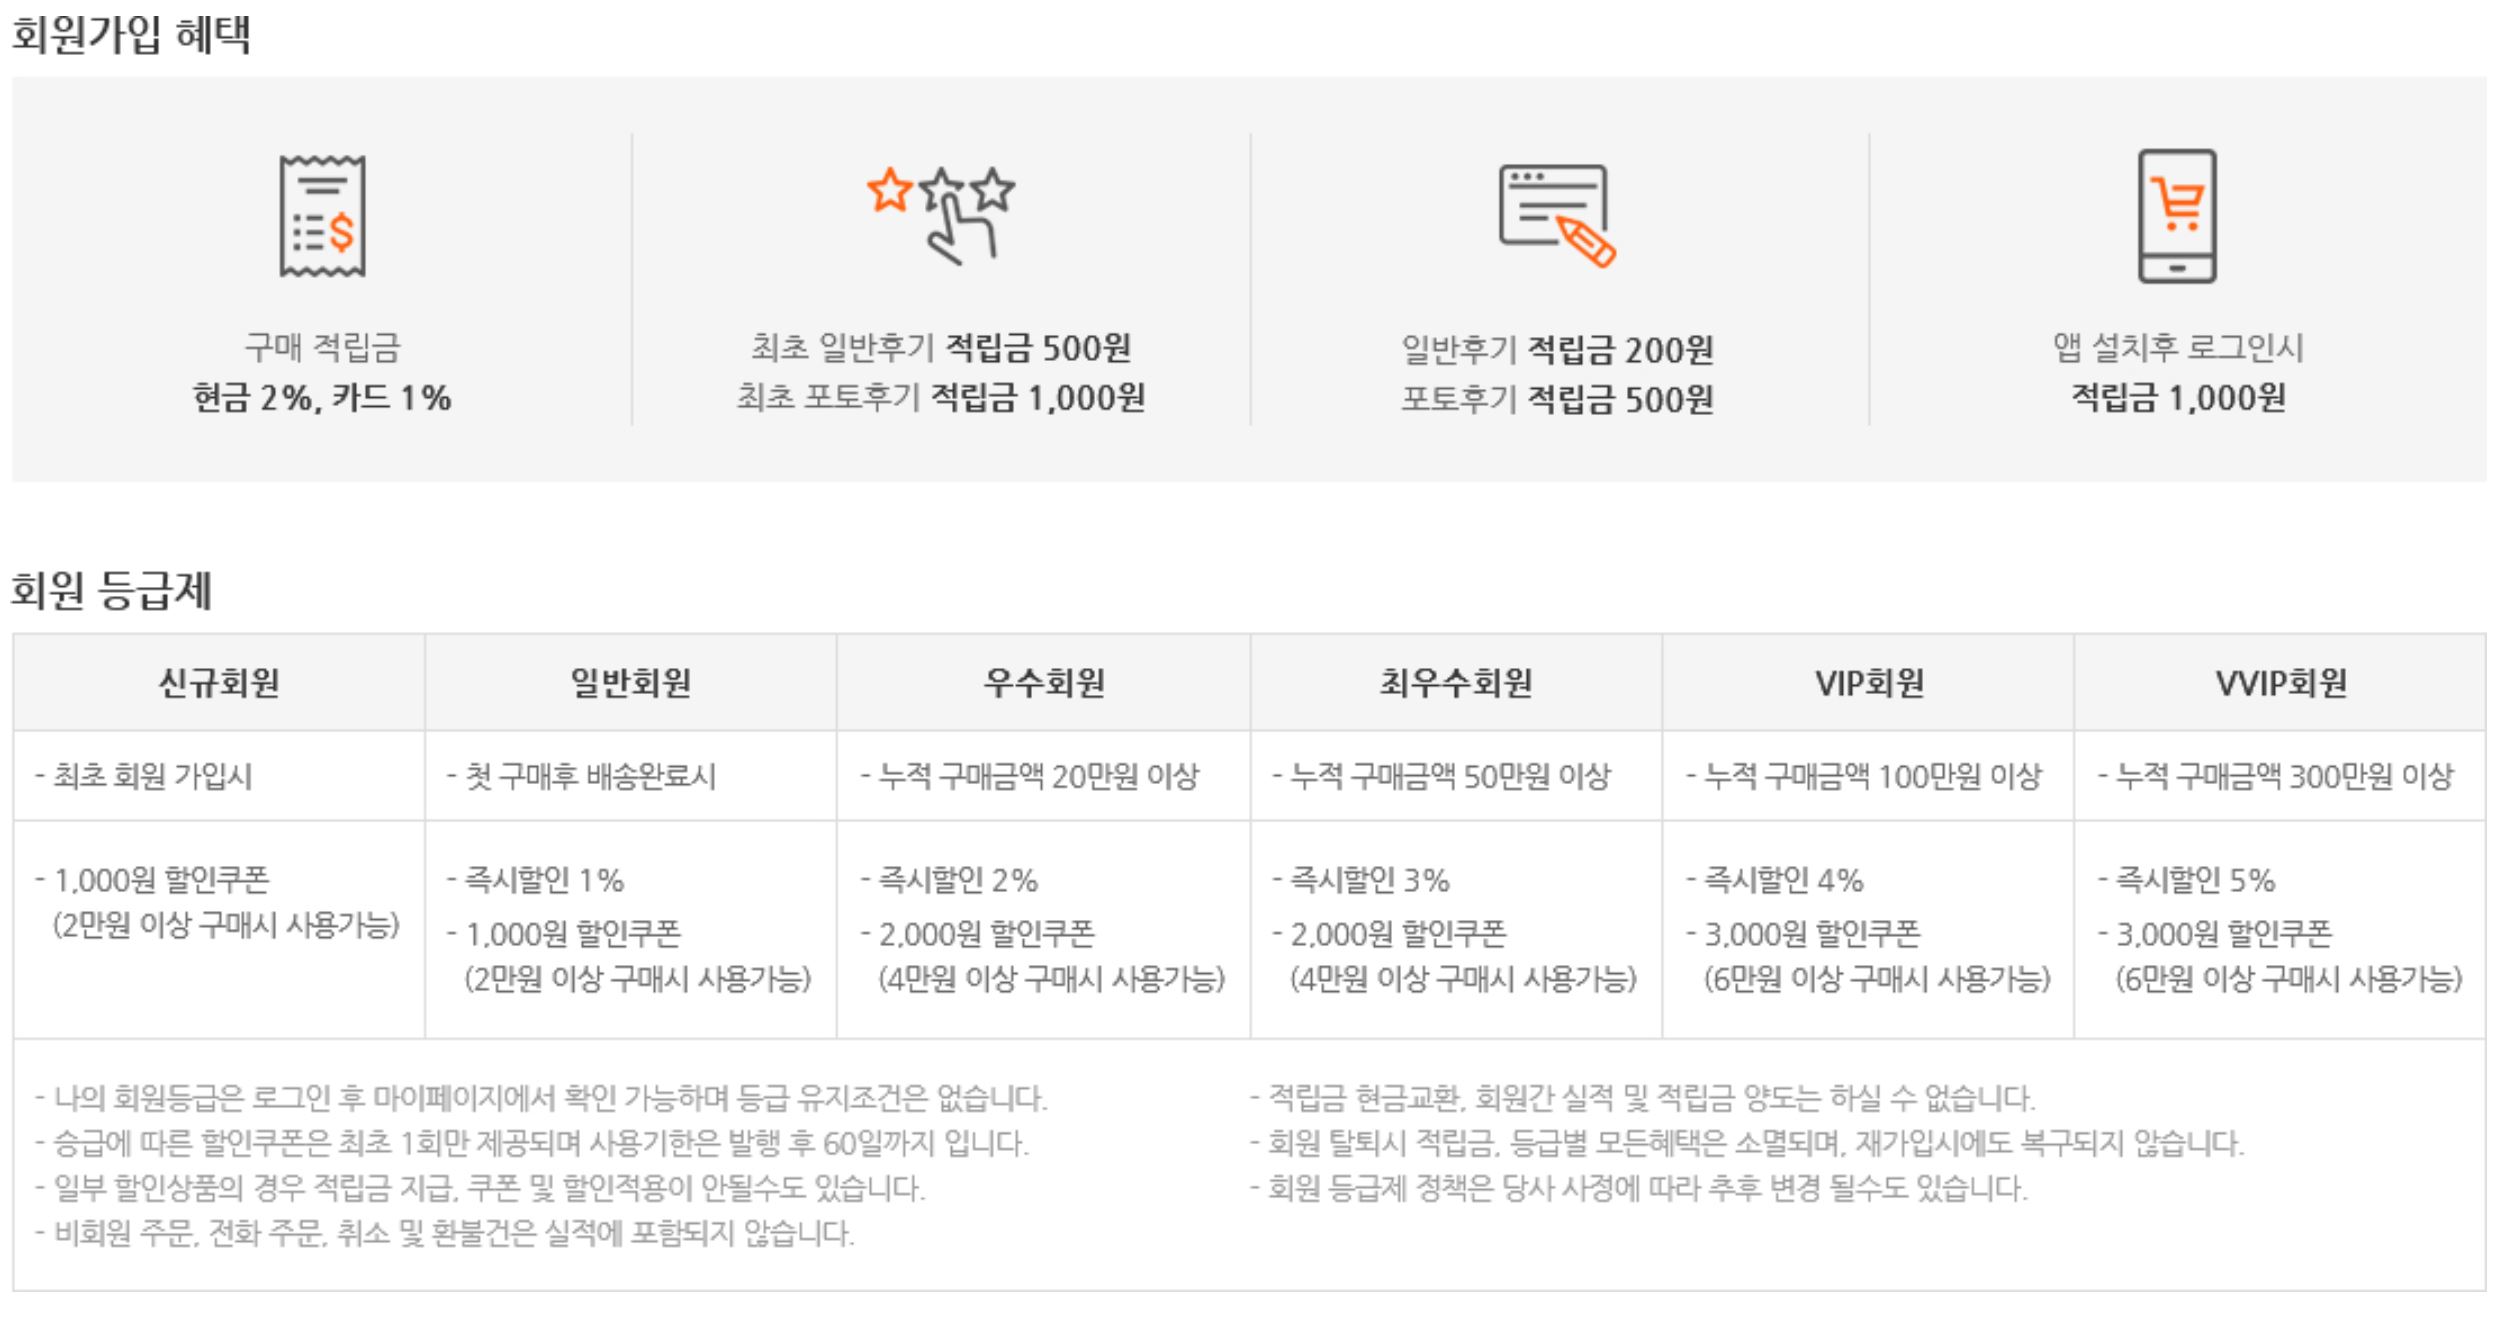 회원가입 혜택
구매 적립금
현금 2%, 카드 1%
최초 일반후기 적립금 500원
최초 포토후기 적립금 1,000원
일반후기 적립금 200원
포토후기 적립금 500원
앱 설치후 로그인시
적립금 1,000원
회원 등급제
신규회원
일반회원
우수회원
최우수회원
VIP회원
VVIP회원
- 최초 회원 가입시
- 첫 구매후 배송완료시
- 누적 구매금액 20만원 이상
- 누적 구매금액 50만원 이상
- 누적 구매금액 100만원 이상
- 누적 구매금액 300만원 이상
- 1,000원 할인쿠폰
(2만원 이상 구매시 사용가능)
- 즉시할인 1%
- 1,000원 할인쿠폰
(2만원 이상 구매시 사용가능)
- 즉시할인 2%
- 2,000원 할인쿠폰
(4만원 이상 구매시 사용가능)
- 즉시할인 3%
- 2,000원 할인쿠폰
(4만원 이상 구매시 사용가능)
- 즉시할인 4%
- 3,000원 할인쿠폰
(6만원 이상 구매시 사용가능)
- 즉시할인 5%
- 3,000원 할인쿠폰
(6만원 이상 구매시 사용가능)
- 나의 회원등급은 로그인 후 마이페이지에서 확인 가능하며 등급 유지조건은 없습니다.
- 승급에 따른 할인쿠폰은 최초 1회만 제공되며 사용기한은 발행 후 60일까지 입니다.
- 일부 할인상품의 경우 적립금 지급, 쿠폰 및 할인적용이 안될수도 있습니다.
- 비회원 주문, 전화 주문, 취소 및 환불건은 실적에 포함되지 않습니다.
- 적립금 현금교환, 회원간 실적 및 적립금 양도는 하실 수 없습니다.
- 회원 탈퇴시 적립금, 등급별 모든혜택은 소멸되며, 재가입시에도 복구되지 않습니다.
- 회원 등급제 정책은 당사 사정에 따라 추후 변경 될수도 있습니다.